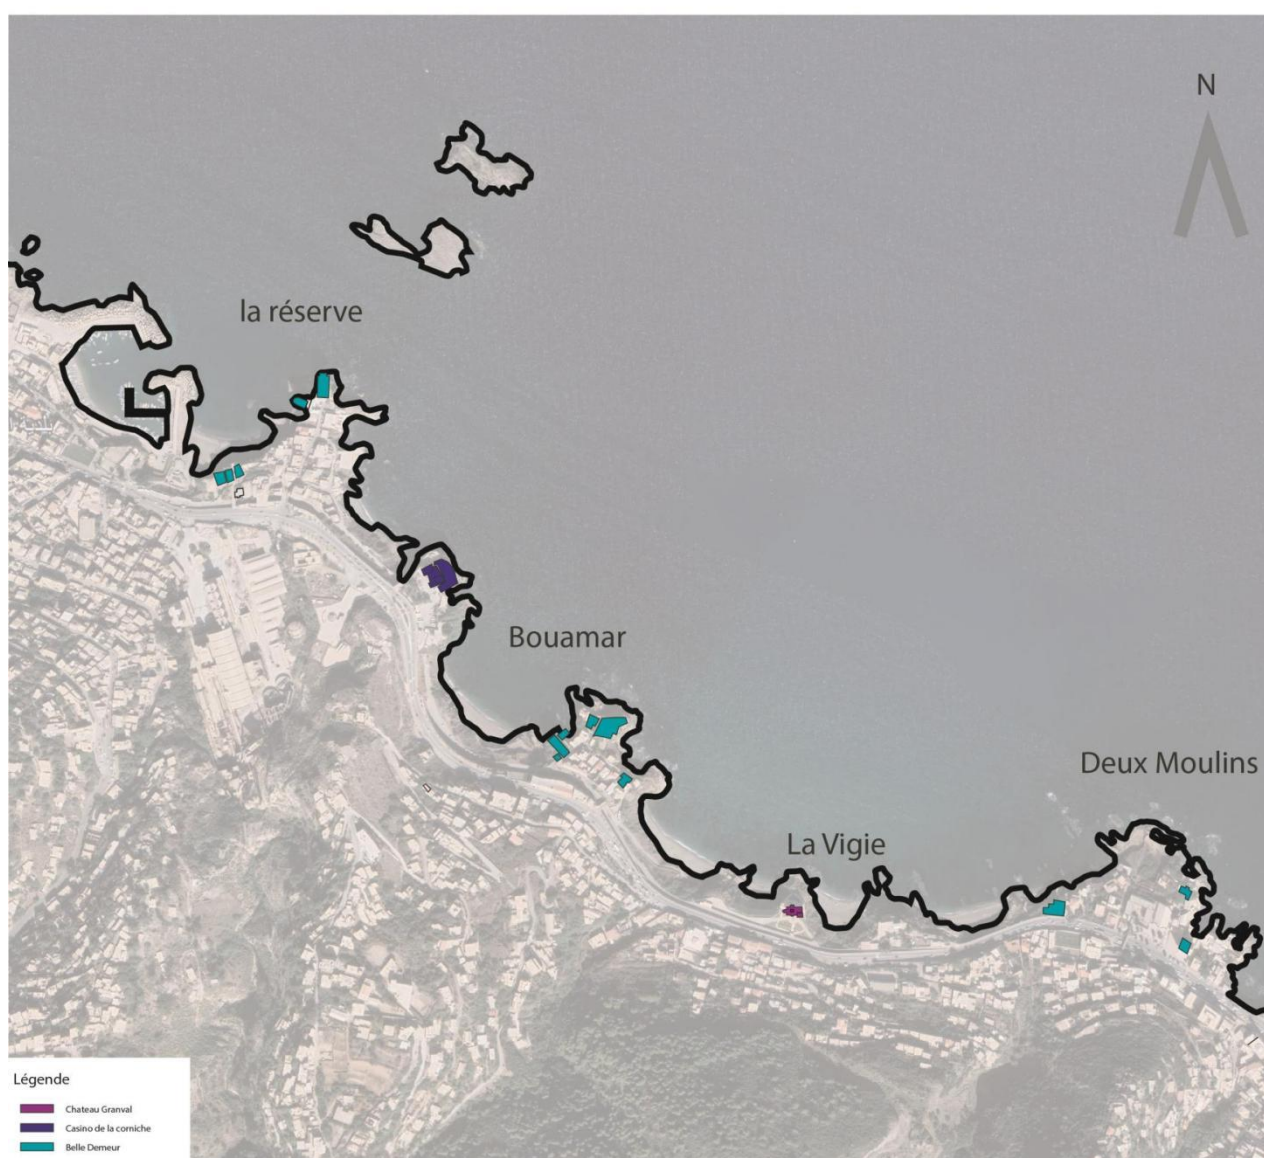 N
la réserve
Bouamar
Deux Moulins
La Vigie
Légende
Chateau Granval
Casino de la corniche
Belle Demeur